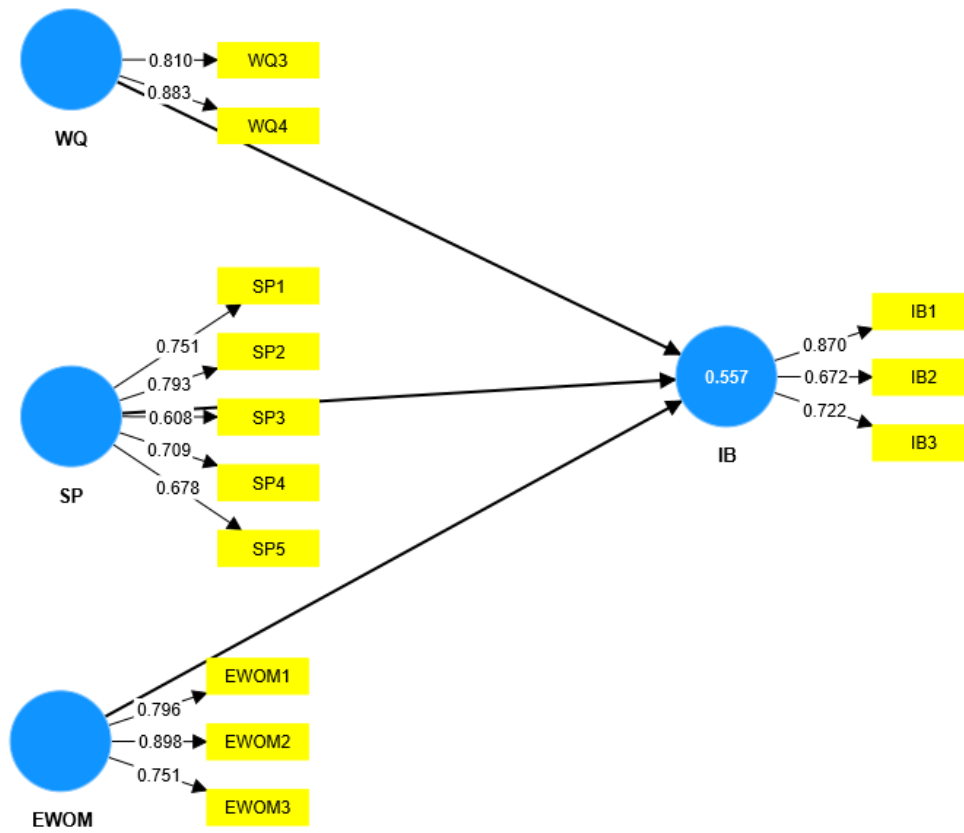 0.810
WQ3
0.883
WQ4
WQ
SP1
0.751
SP2
0.793
0.608
SP3
0.709
SP4
0.678
SP5
SP
IB1
0.870
0.557
0.672
IB2
0.722
IB3
IB
EWOM1
0.796
0.898
EWOM2
0.751
EWOM3
EWOM